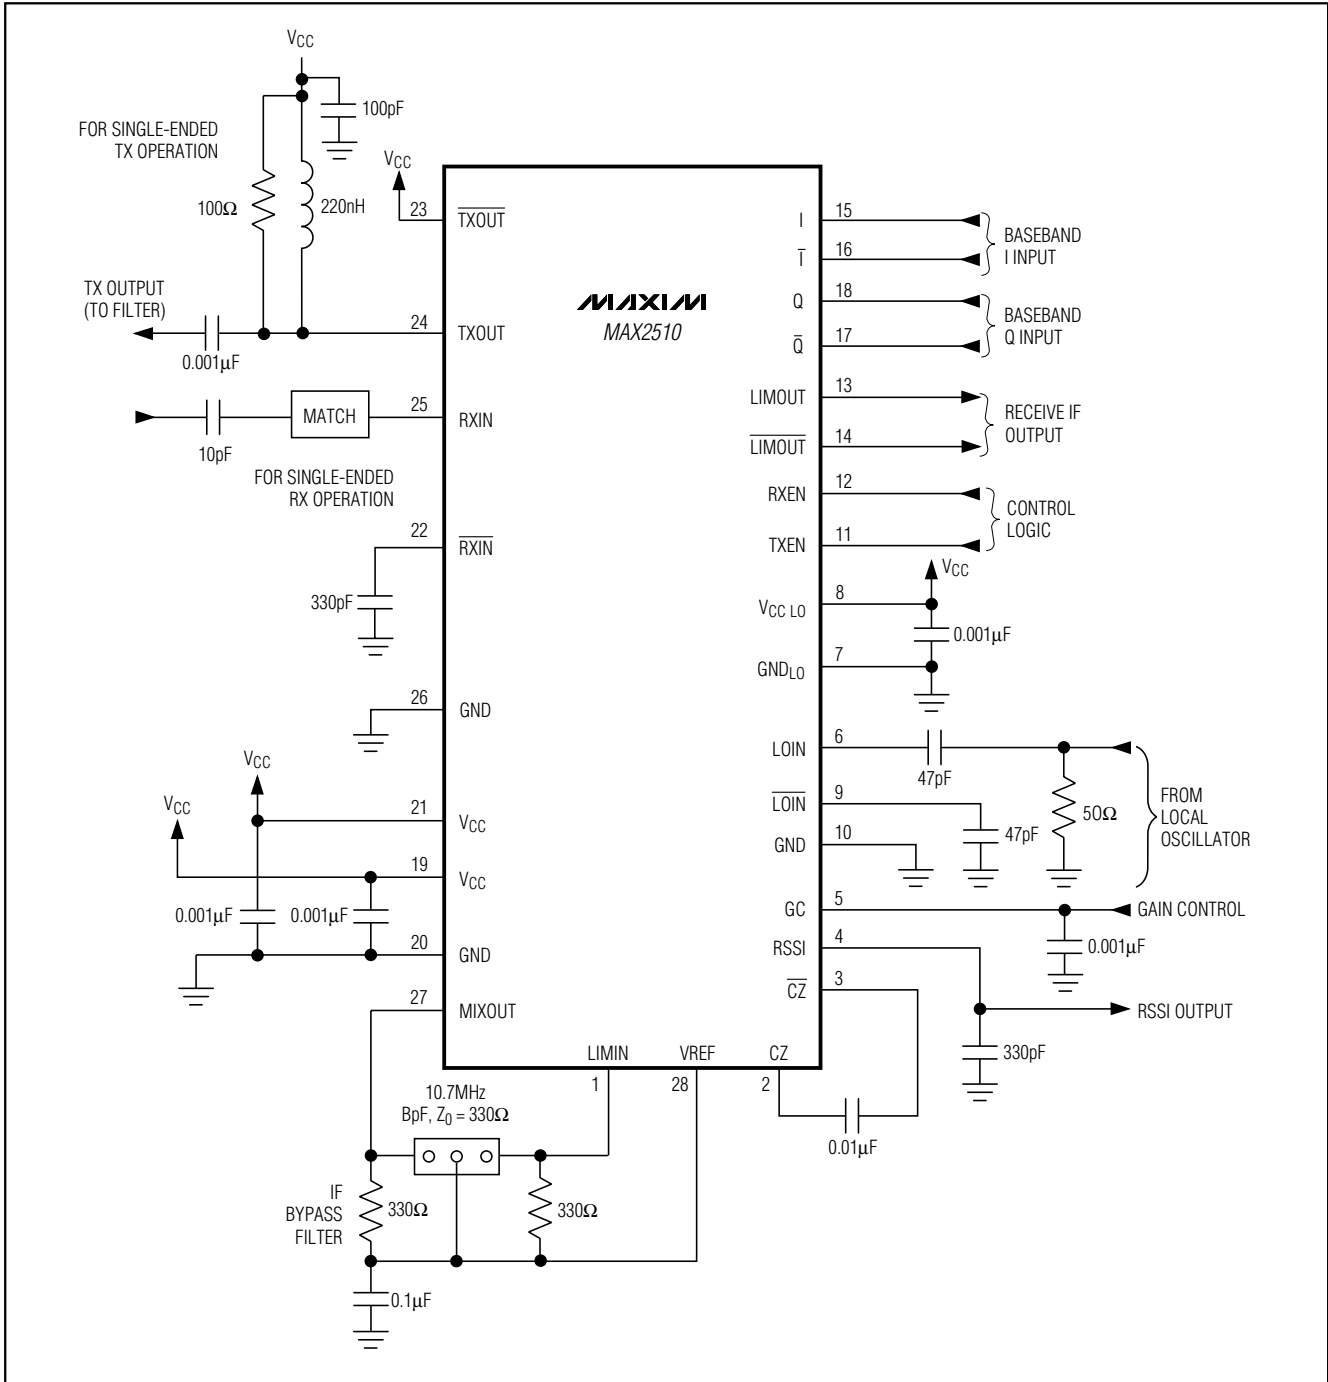 VCC
100pF
FOR SINGLE-ENDED
TX OPERATION
100Ω
220nH
VCC
23
TXOUT
TX OUTPUT
(TO FILTER)
0.001µF
24
TXOUT
MAXIM
MAX2510
10pF
MATCH
25
RXIN
FOR SINGLE-ENDED
RX OPERATION
22
RXIN
330pF
26
GND
VCC
21
VCC
VCC
19
VCC
0.001µF
0.001µF
20
GND
27
MIXOUT
I
15
I
16
BASEBAND
I INPUT
Q
18
Q
17
BASEBAND
Q INPUT
LIMOUT
13
LIMOUT
14
RECEIVE IF
OUTPUT
RXEN
12
TXEN
11
CONTROL
LOGIC
VCC
VCC LO
8
0.001µF
GNDLO
7
LOIN
6
47pF
50Ω
FROM
LOCAL
OSCILLATOR
LOIN
9
47pF
GND
10
GC
5
GAIN CONTROL
0.001µF
RSSI
4
RSSI OUTPUT
330pF
CZ
3
LIMIN
1
VREF
28
CZ
2
0.01µF
10.7MHz
BpF, Z0 = 330Ω
IF
BYPASS
FILTER
330Ω
330Ω
0.1µF